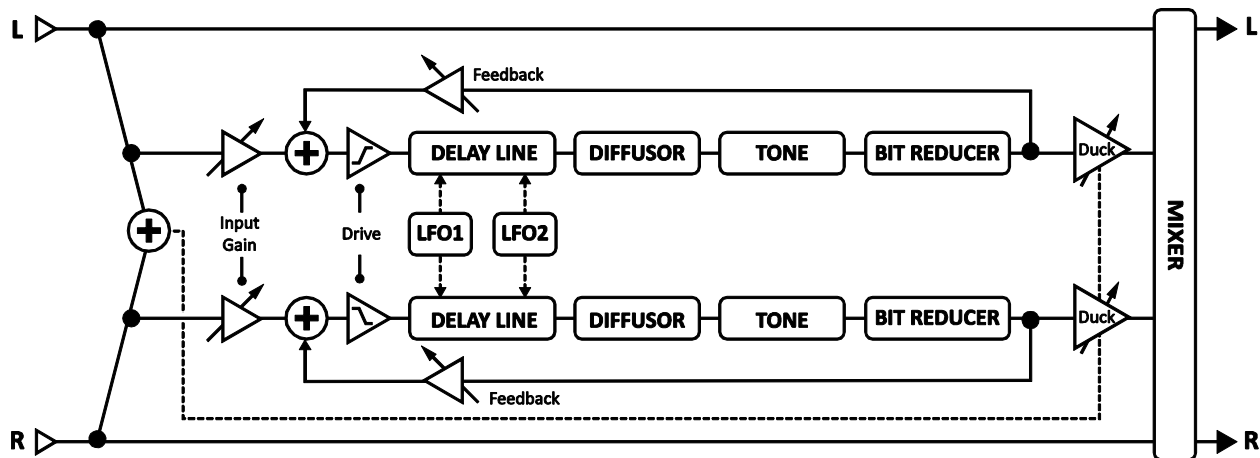 L
L
Feedback
DELAY LINE
DIFFUSOR
TONE
BIT REDUCER
Duck
Input
Gain
Drive
LFO1
LFO2
MIXER
DELAY LINE
DIFFUSOR
TONE
BIT REDUCER
Duck
Feedback
R
R